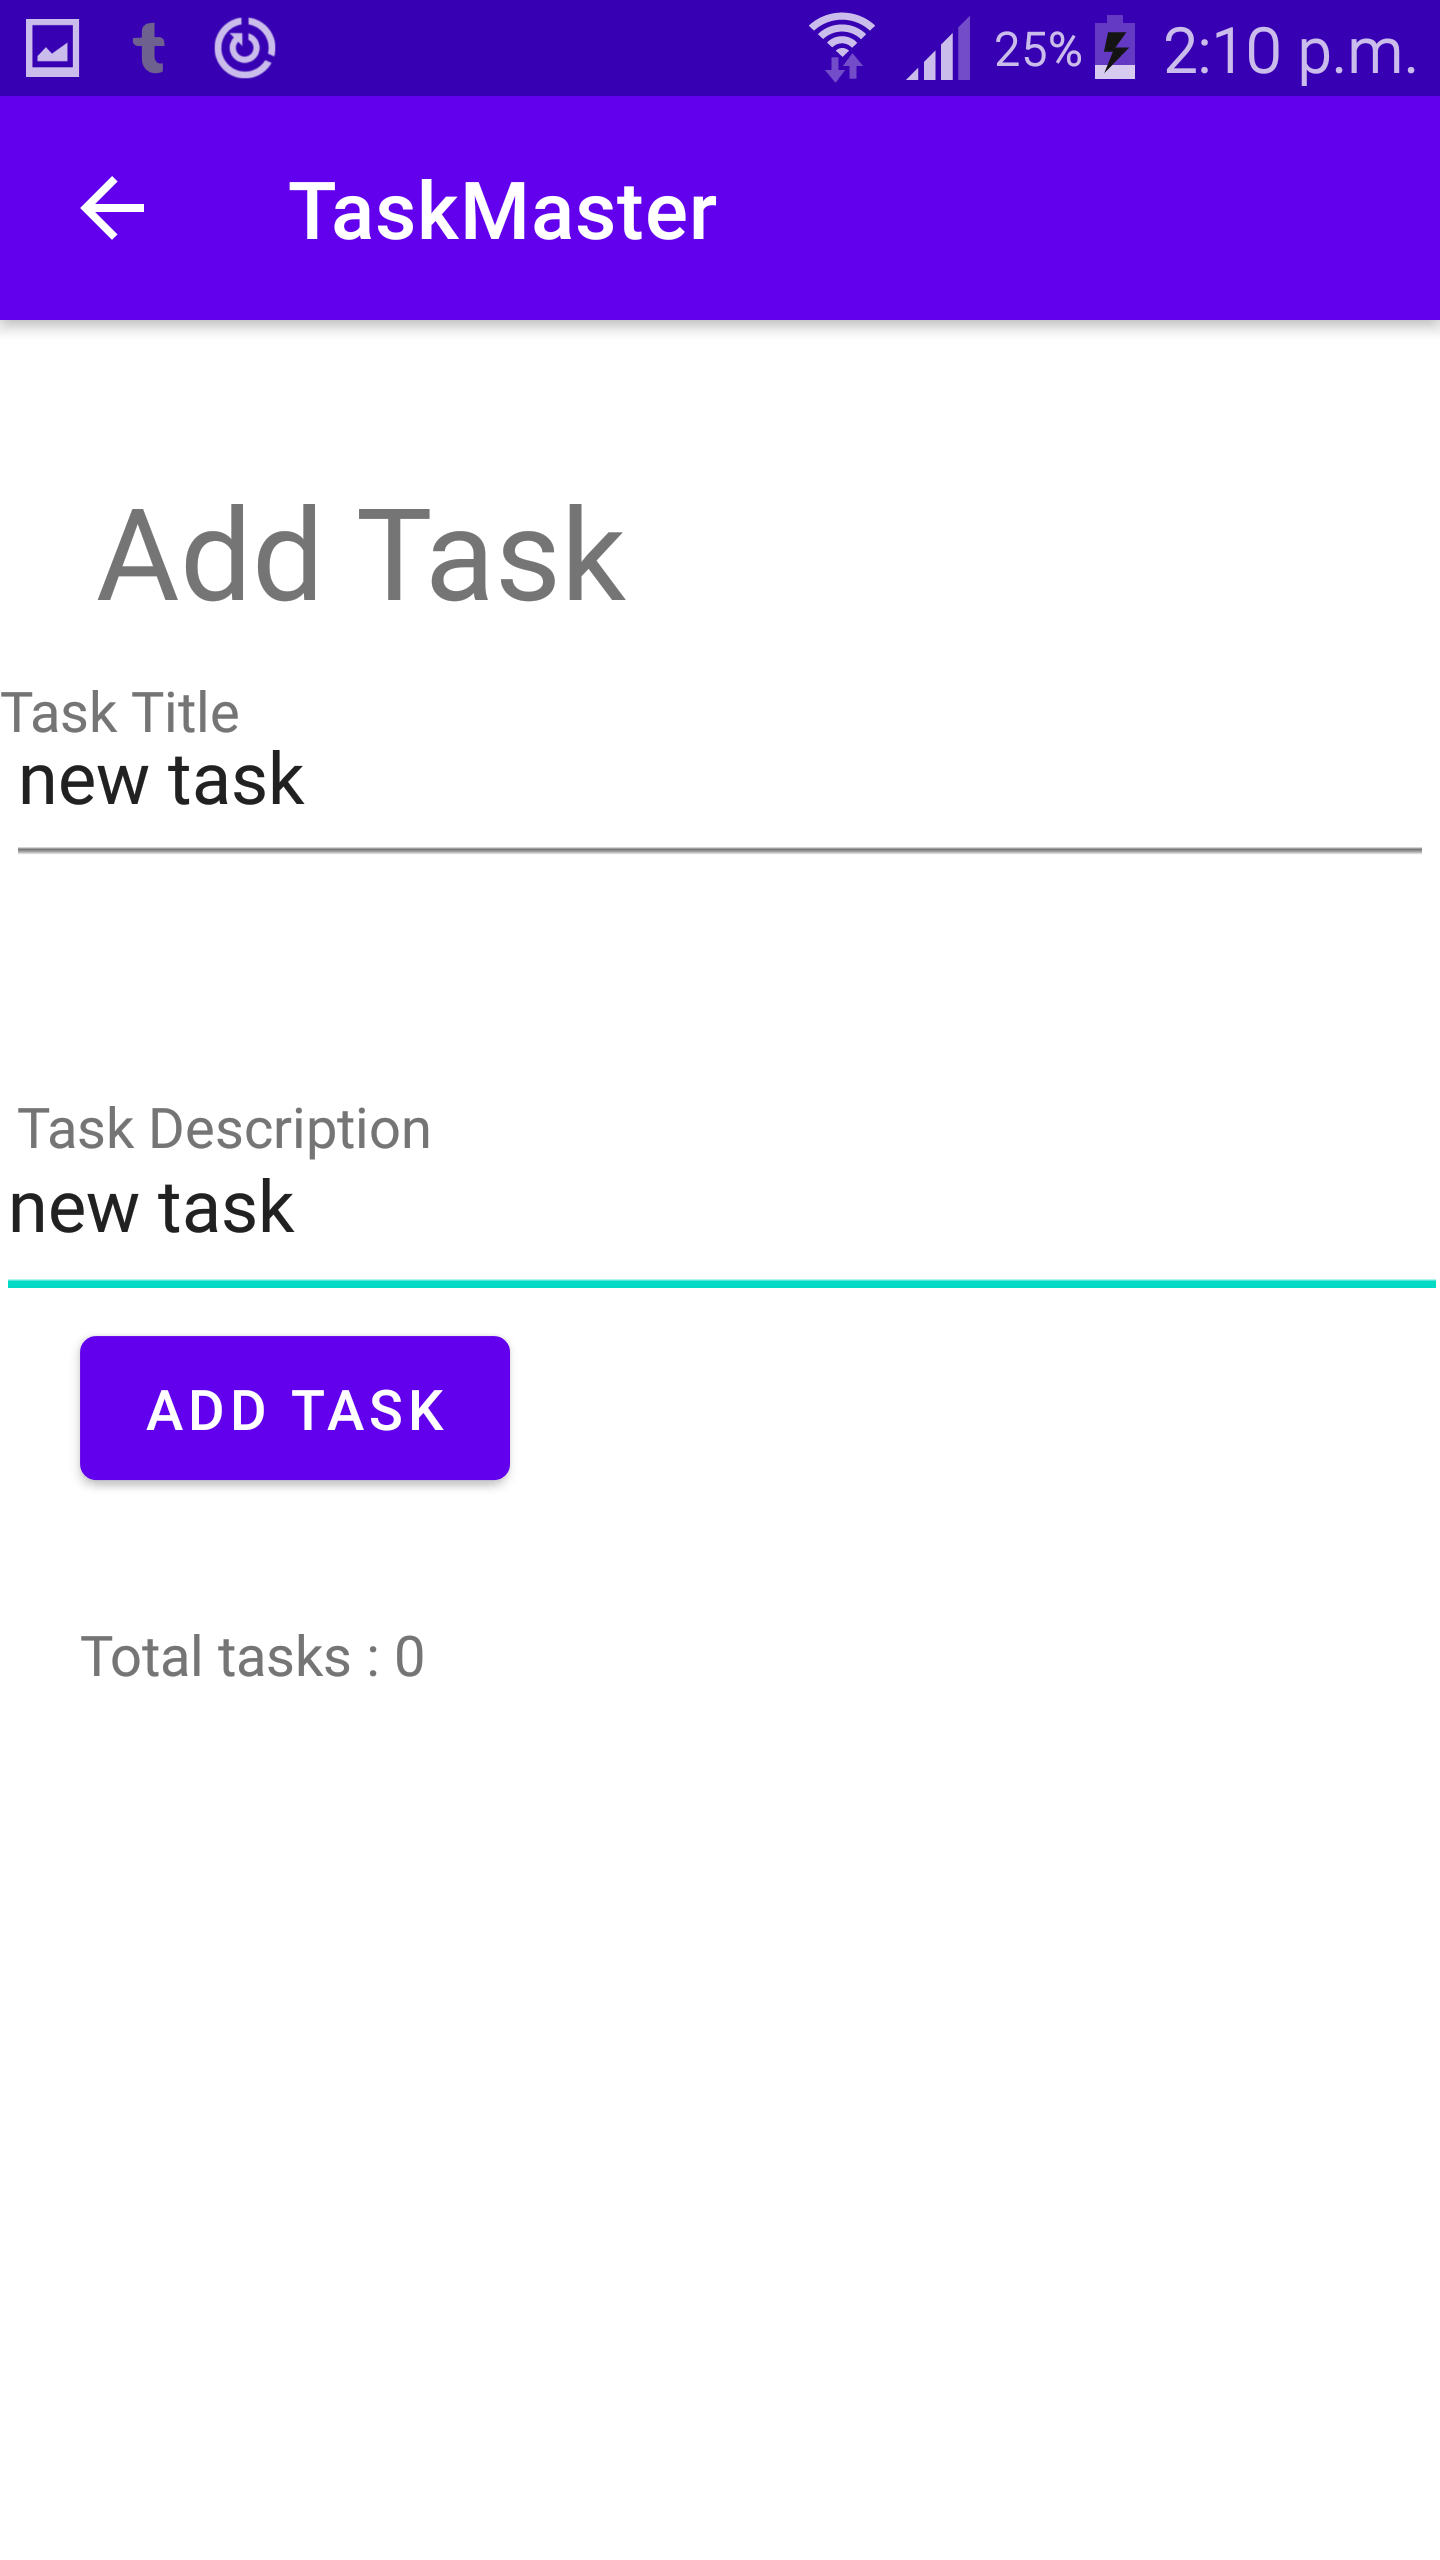 25% 2:10 p.m.
TaskMaster
Add Task
Task Title
new task
Task Description
new task
ADD TASK
Total tasks : 0